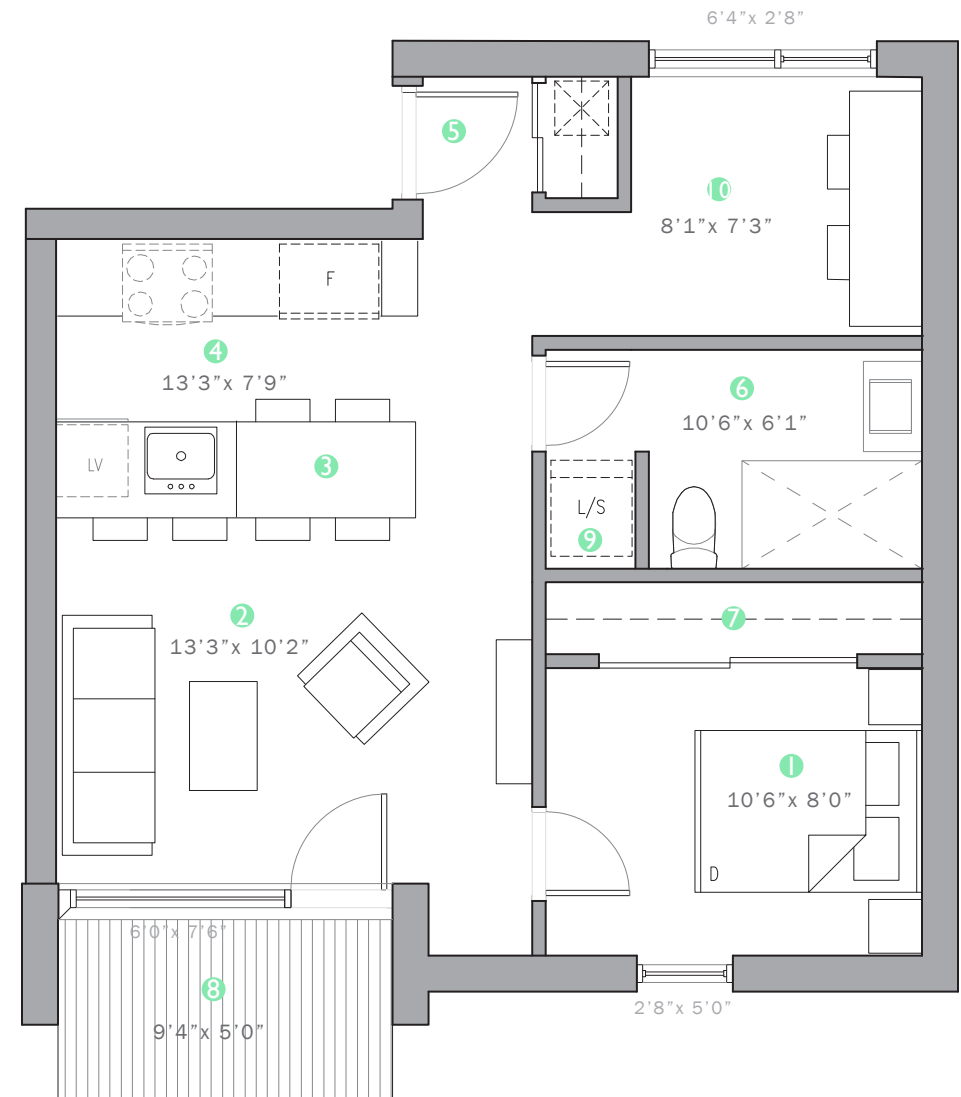 6’4”x 2’8”
5
10
8’1”x 7’3”
F
4
13’3”x 7’9”
6
10’6”x 6’1”
LV
3
L/S
9
2
13’3”x 10’2”
7
1
10’6”x 8’0”
D
6’0”x 7’6”
8
9’4”x 5’0”
2’8”x 5’0”